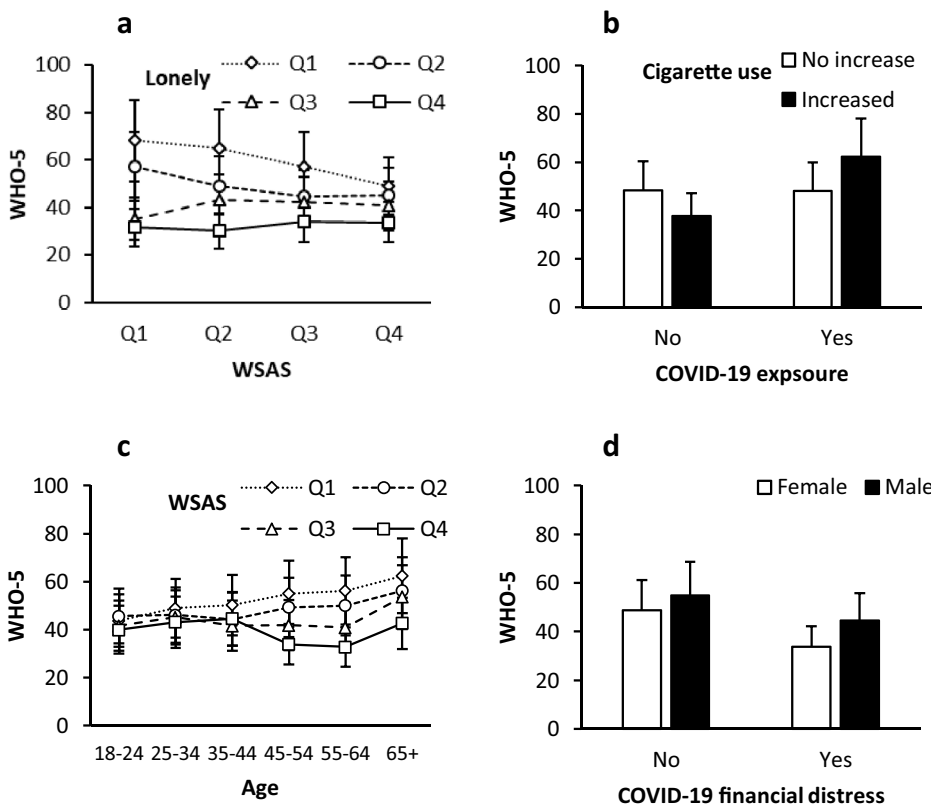 a
Lonely
Q1
Q2
Q3
Q4
100
80
60
40
20
0
WHO-5
Q1 Q2 Q3 Q4
WSAS
b
Cigarette use
No increase
Increased
100
80
60
40
20
0
WHO-5
No Yes
COVID-19 expsoure
c
WSAS
Q1
Q2
Q3
Q4
100
80
60
40
20
0
WHO-5
18-24 25-34 35-44 45-54 55-64 65+
Age
d
Female Male
100
80
60
40
20
0
WHO-5
No Yes
COVID-19 financial distress